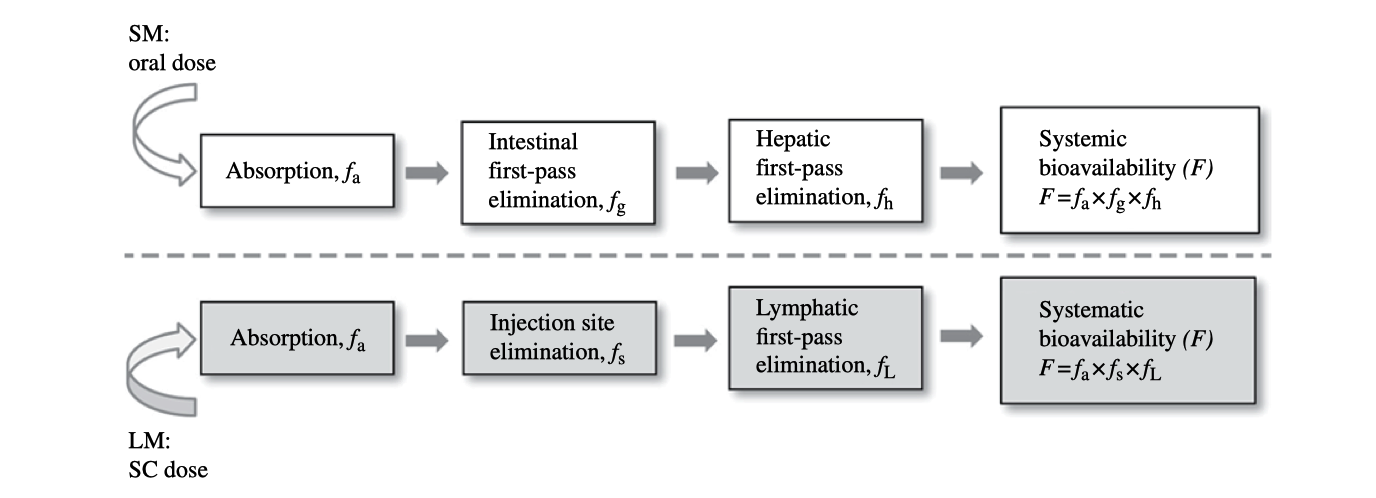 SM:
oral dose
Absorption, fa
Intestinal
first-pass
elimination, fg
Hepatic
first-pass
elimination, fh
Systemic
bioavailability (F)
F=fa×fg×fh
Absorption, fa
Injection site
elimination, fs
Lymphatic
first-pass
elimination, fL
Systematic
bioavailability (F)
F=fa×fs×fL
LM:
SC dose